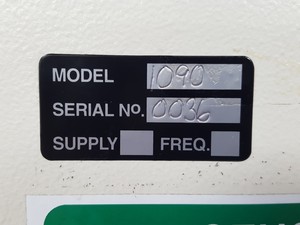 MODEL 1090
SERIAL No. 0036
SUPPLY FREQ.